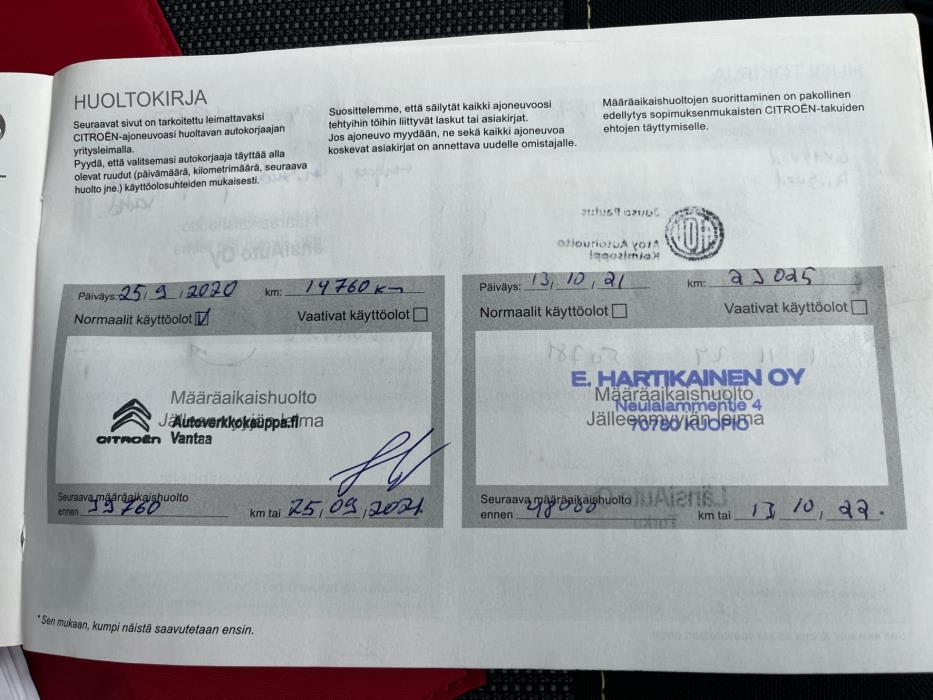 HUOLTOKIRJA
Seuraavat sivut on tarkoitettu leimattavaksi
CITROËN-ajoneuvoasi huoltavan autokorjaajan
yritysleimalla.
Pyydä, että valitsemasi autokorjaaja täyttää alla
olevat ruudut (päivämäärä, kilometrimäärä, seuraava
huolto jne.) käyttöolosuhteiden mukaisesti.
Suosittelemme, että säilytät kaikki ajoneuvoosi
tehtyihin töihin liittyvät laskut tai asiakirjat.
Jos ajoneuvo myydään, ne sekä kaikki ajoneuvoa
koskevat asiakirjat on annettava uudelle omistajalle.
Määräaikaishuoltojen suorittaminen on pakollinen
edellytys sopimuksenmukaisten CITROËN-takuiden
ehtojen täyttymiselle.
Päiväys: 25,9,2020 km: 14760 km
Normaalit käyttöolot Vaativat käyttöolot
Määräaikaishuolto
Jälleenmyyjän leima
Autoverkkokauppa.fi
CITROËN Vantaa
Seuraava määräaikaishuolto
ennen 39760 km tai 25,09,2021.
Päiväys: 13, 10, 21 km: 23025
Normaalit käyttöolot Vaativat käyttöolot
E. HARTIKAINEN OY
Määräaikaishuolto
Neulalammentie 4
Jälleenmyyjän leima
70780 KUOPIO
Seuraava määräaikaishuolto
ennen 48000 km tai 13, 10, 22.
*Sen mukaan, kumpi näistä saavutetaan ensin.